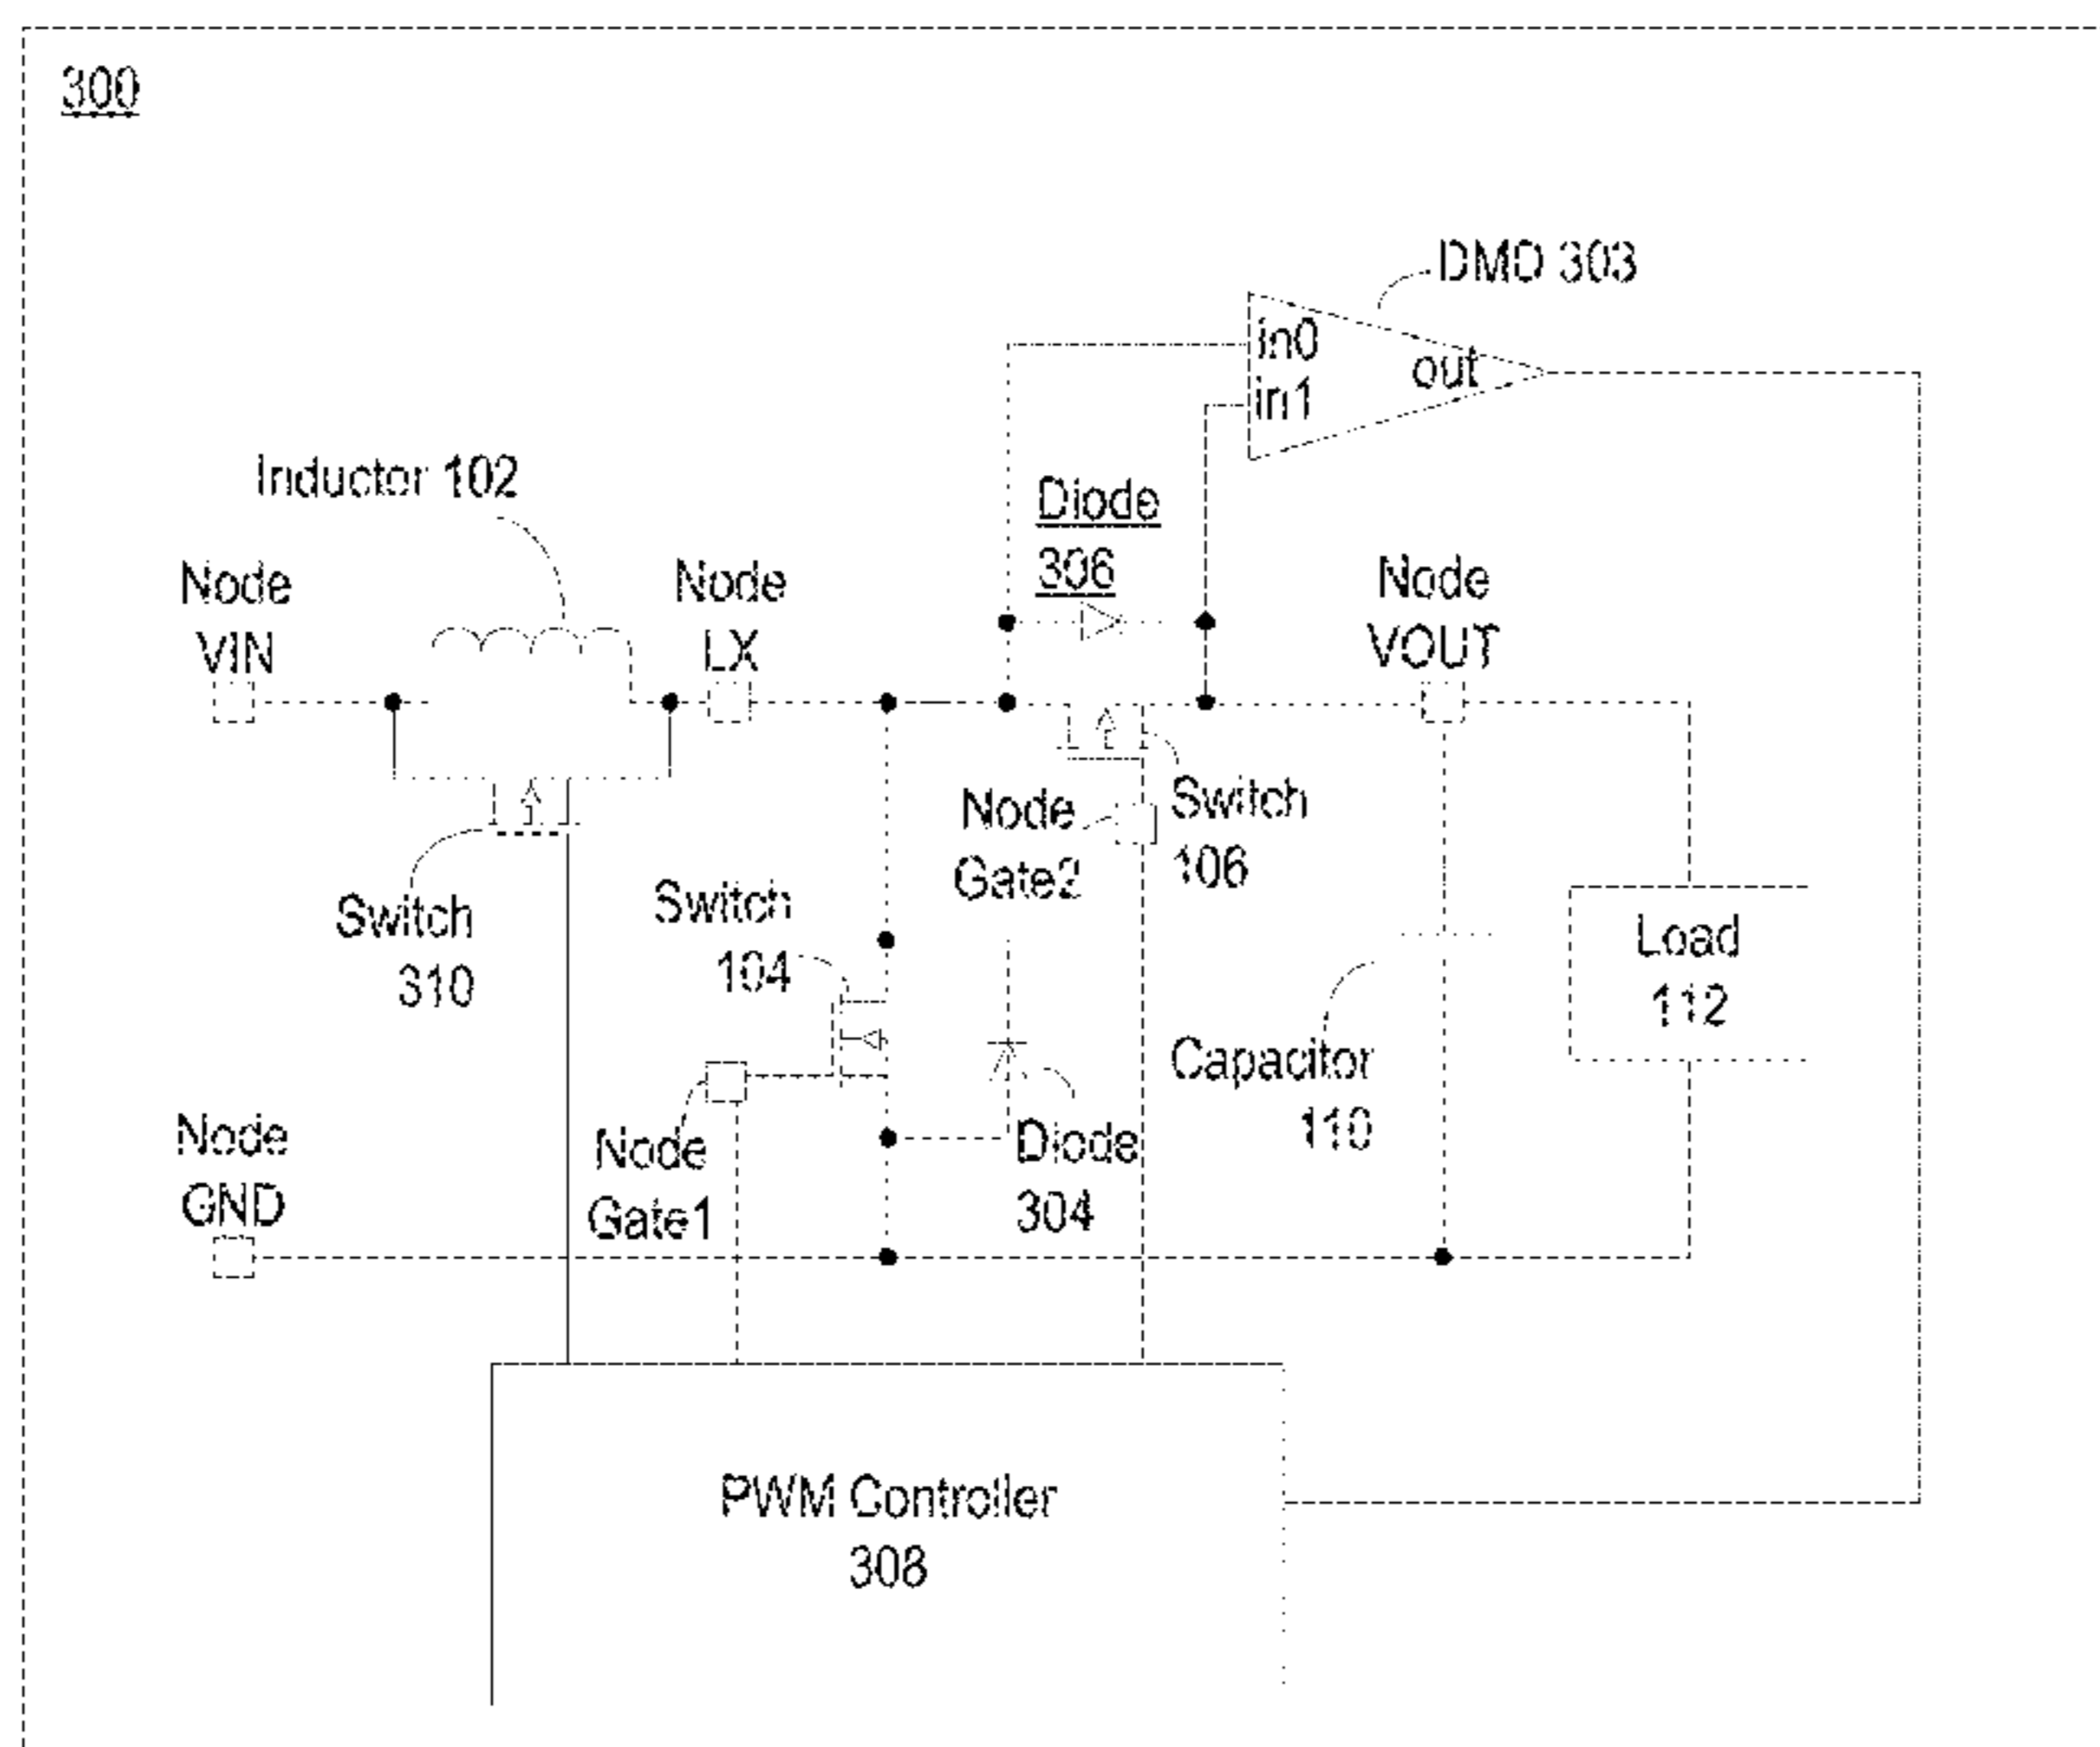 300
DMD 303
in0
out
in1
Inductor 102
Diode
306
Node
VIN
Node
LX
Node
VOUT
Switch
310
Switch
104
Node
Gate2
Switch
106
Load
112
Capacitor
110
Node
GND
Node
Gate1
Diode
304
PWM Controller
308